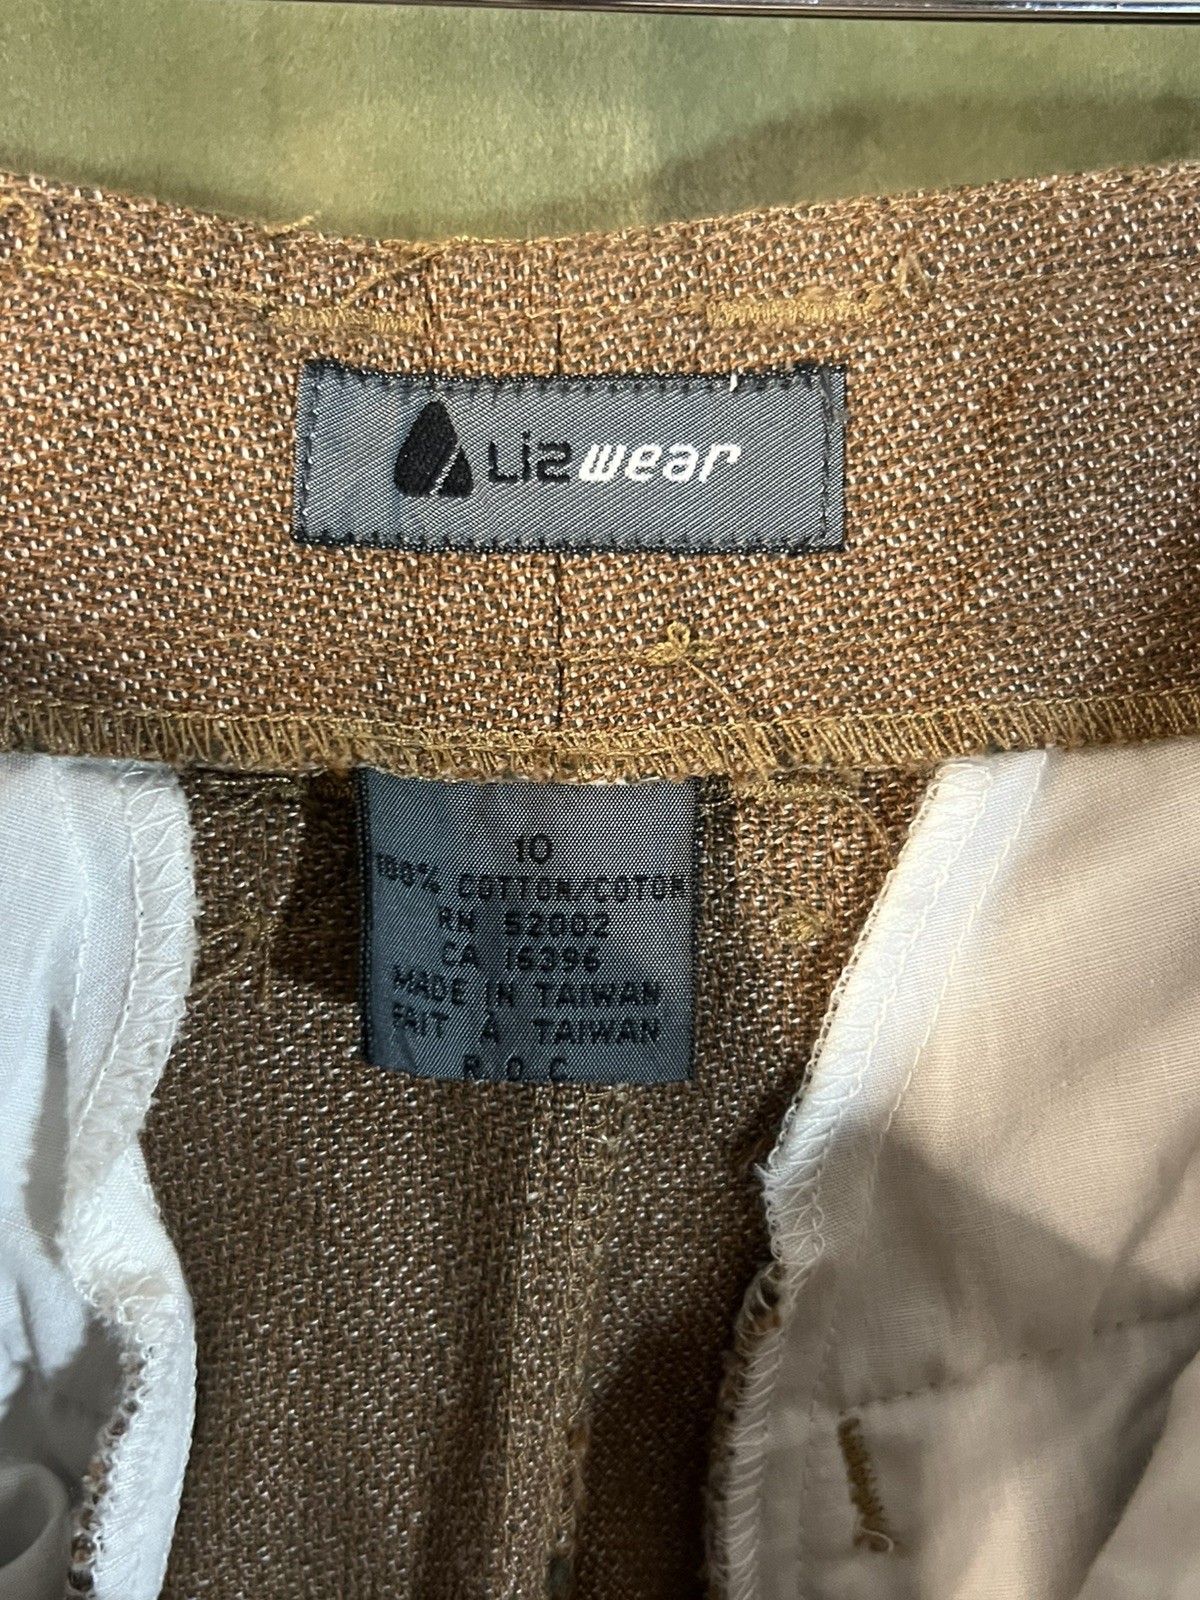 Lizwear
10
100% COTTON/COTON
RN 52002
CA 16396
MADE IN TAIWAN
FAIT A TAIWAN
R O C